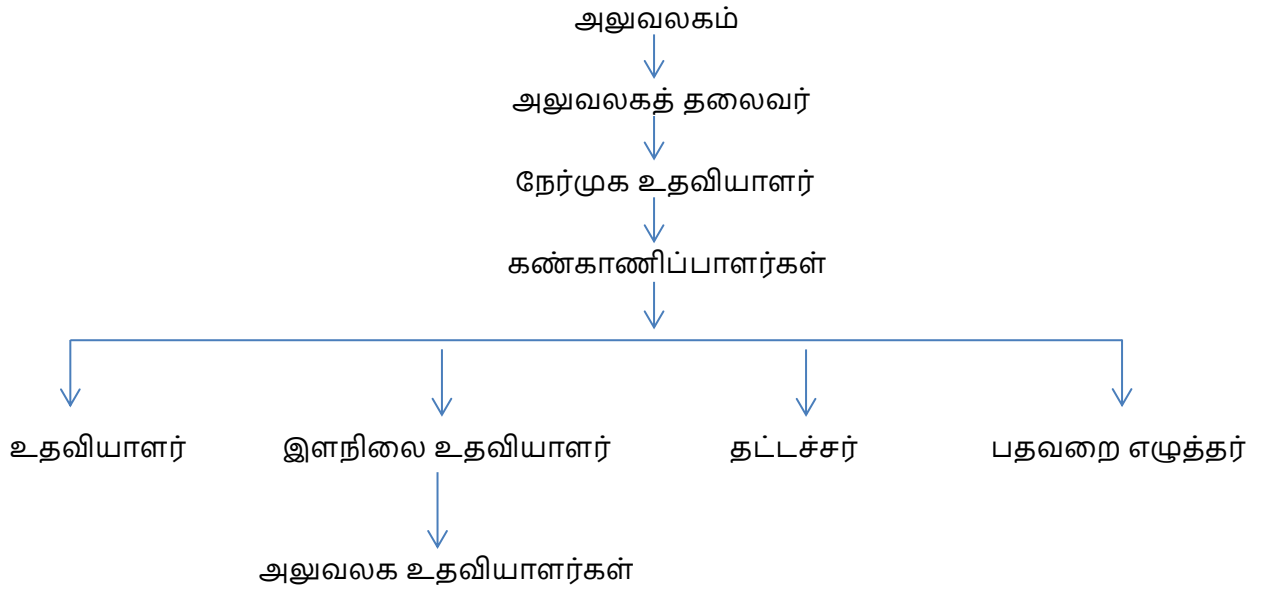 அலுவலகம்
அலுவலகத் தலைவர்
நேர்முக உதவியாளர்
கண்காணிப்பாளர்கள்
உதவியாளர் இளநிலை உதவியாளர் தட்டச்சர் பதவறை எழுத்தர்
அலுவலக உதவியாளர்கள்